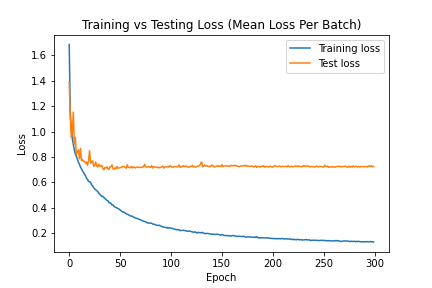 Training vs Testing Loss (Mean Loss Per Batch)
Training loss
Test loss
1.6
1.4
1.2
1.0
0.8
0.6
0.4
0.2
Loss
0 50 100 150 200 250 300
Epoch